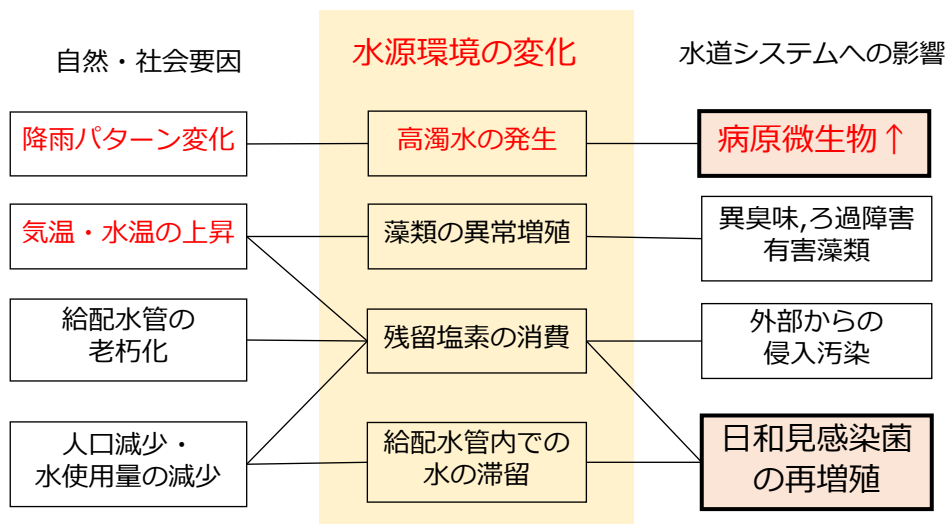 自然・社会要因
水源環境の変化
水道システムへの影響
降雨パターン変化
高濁水の発生
病原微生物↑
気温・水温の上昇
藻類の異常増殖
異臭味,ろ過障害
有害藻類
給配水管の
老朽化
残留塩素の消費
外部からの
侵入汚染
人口減少・
水使用量の減少
給配水管内での
水の滞留
日和見感染菌
の再増殖